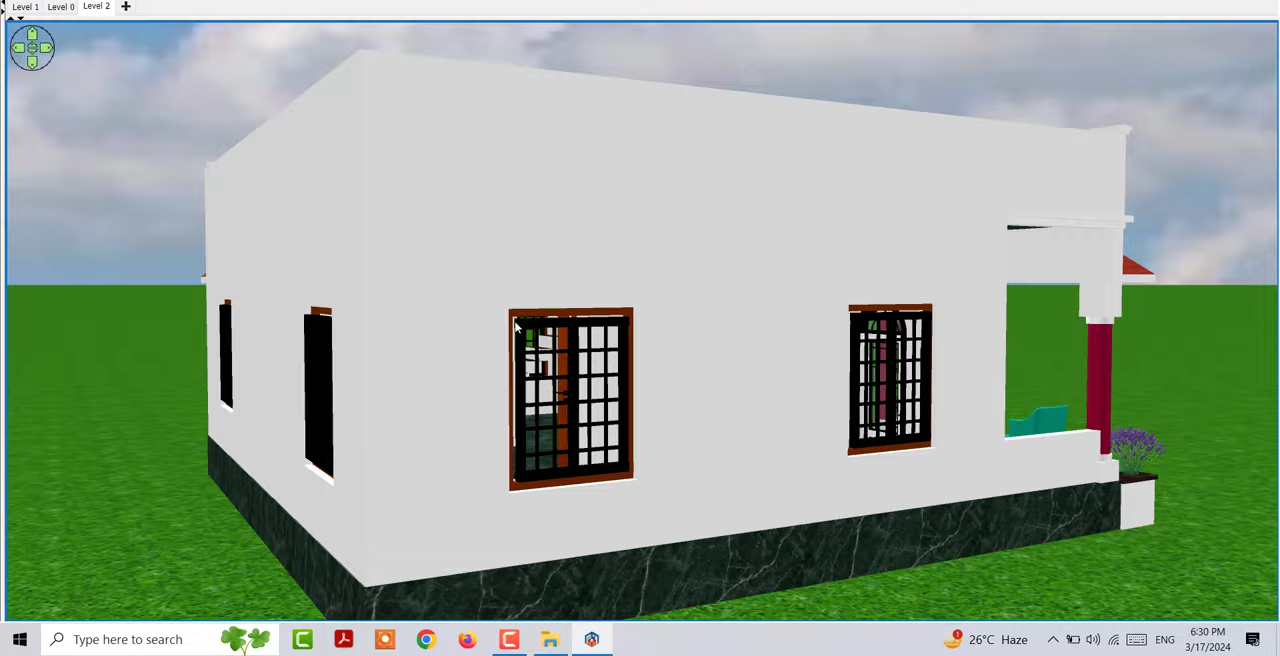 Level 1 Level 0 Level 2
Type here to search
1
26°C Haze
ENG
6:30 PM
3/17/2024